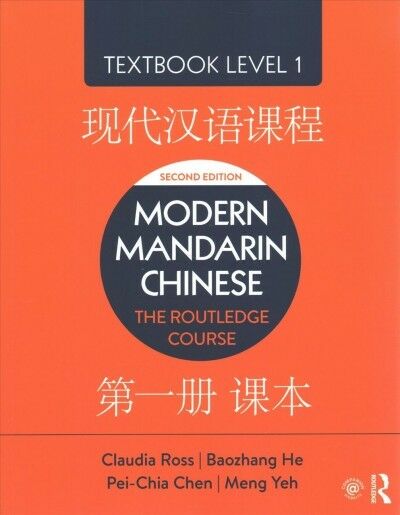 TEXTBOOK LEVEL 1
现代汉语课程
SECOND EDITION
MODERN
MANDARIN
CHINESE
THE ROUTLEDGE
COURSE
第一册 课本
Claudia Ross | Baozhang He
Pei-Chia Chen | Meng Yeh
ROUTLEDGE